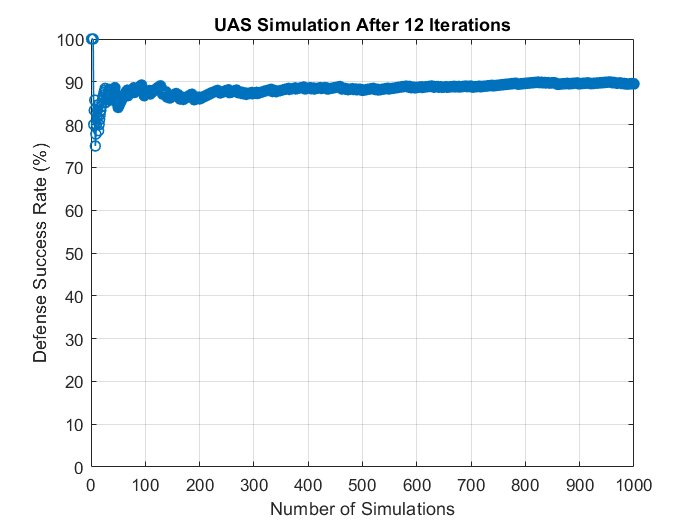 UAS Simulation After 12 Iterations
100
90
80
70
60
50
40
30
20
10
0
Defense Success Rate (%)
0 100 200 300 400 500 600 700 800 900 1000
Number of Simulations